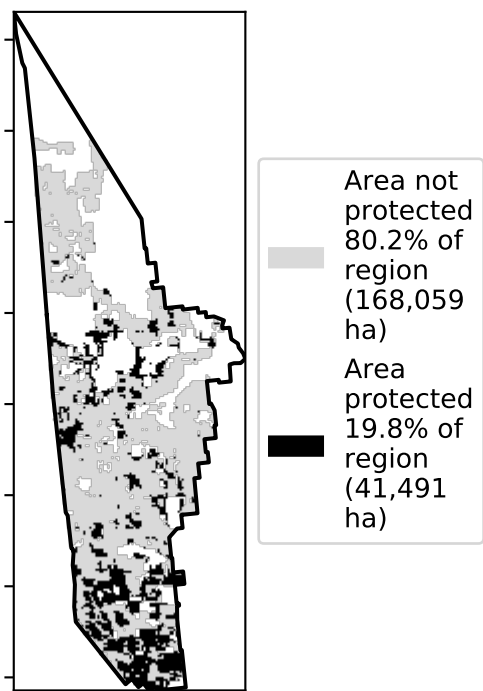 Area not
protected
80.2% of
region
(168,059
ha)
Area
protected
19.8% of
region
(41,491
ha)